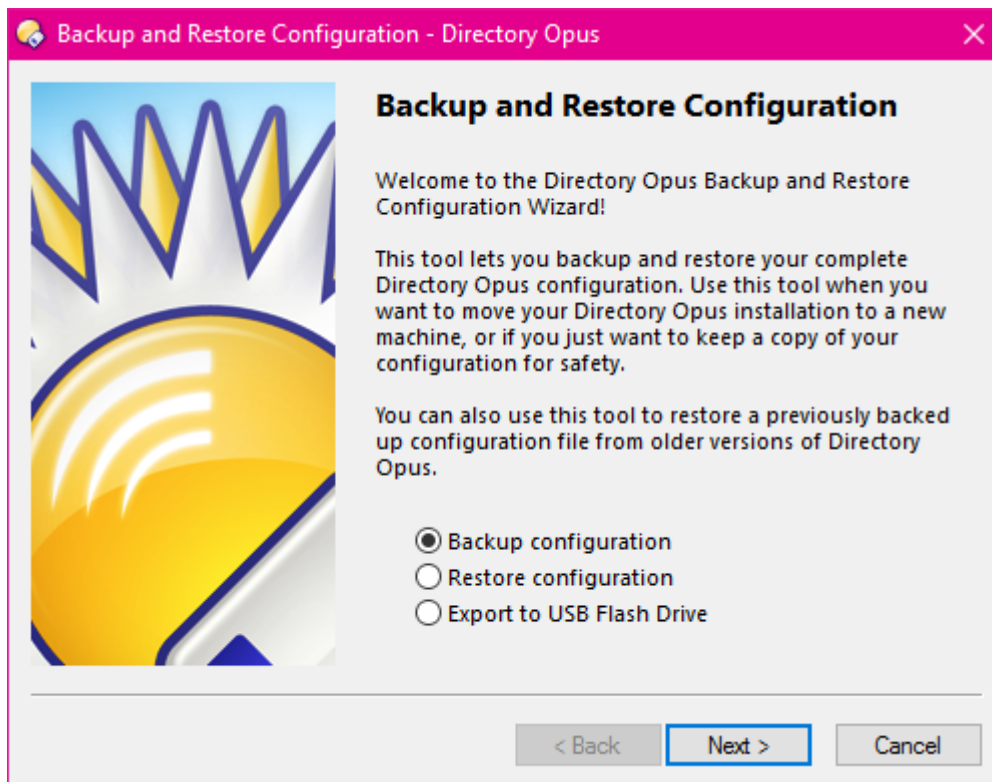 Backup and Restore Configuration - Directory Opus
Backup and Restore Configuration
Welcome to the Directory Opus Backup and Restore
Configuration Wizard!
This tool lets you backup and restore your complete
Directory Opus configuration. Use this tool when you
want to move your Directory Opus installation to a new
machine, or if you just want to keep a copy of your
configuration for safety.
You can also use this tool to restore a previously backed
up configuration file from older versions of Directory
Opus.
Backup configuration
Restore configuration
Export to USB Flash Drive
< Back Next > Cancel